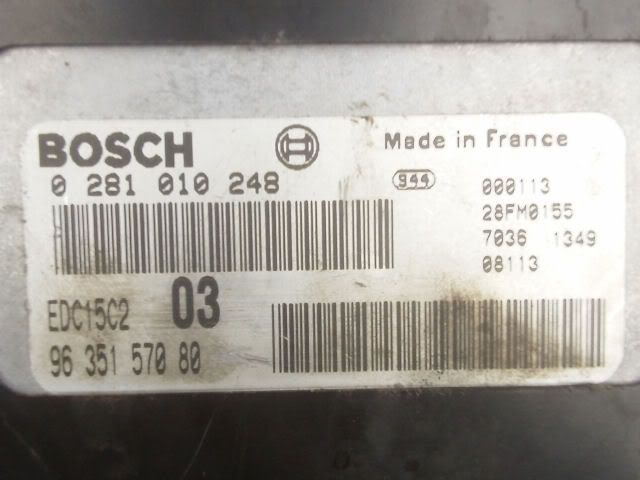 BOSCH
Made in France
0 281 010 248
944
000113
28FM0155
7036 1349
08113
EDC15C2 03
96 351 570 80